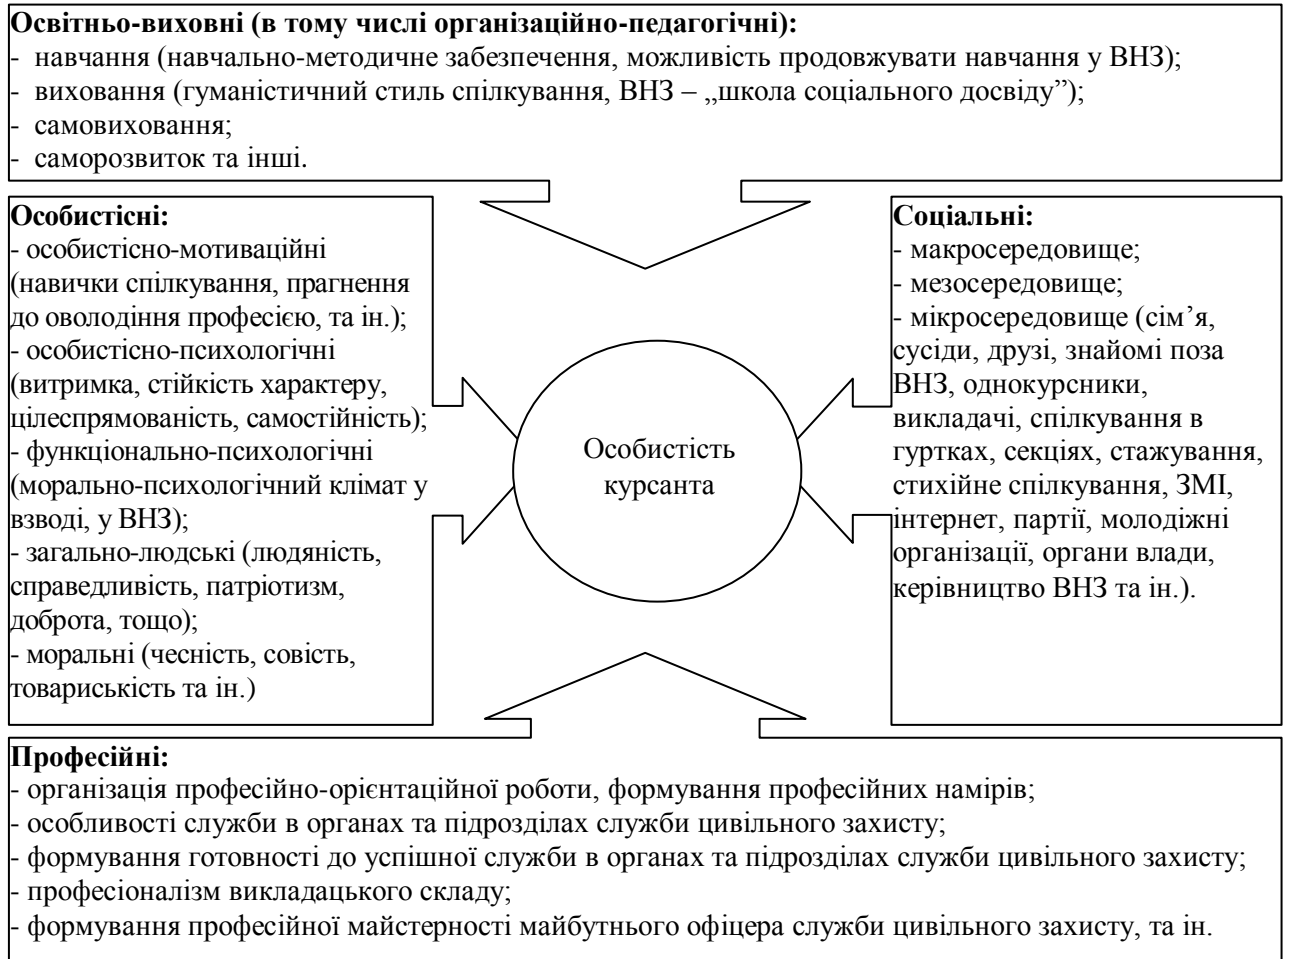 Освітньо-виховні (в тому числі організаційно-педагогічні):
- навчання (навчально-методичне забезпечення, можливість продовжувати навчання у ВНЗ);
- виховання (гуманістичний стиль спілкування, ВНЗ – „школа соціального досвіду”);
- самовиховання;
- саморозвиток та інші.
Особистісні:
- особистісно-мотиваційні
(навички спілкування, прагнення
до оволодіння професією, та ін.);
- особистісно-психологічні
(витримка, стійкість характеру,
цілеспрямованість, самостійність);
- функціонально-психологічні
(морально-психологічний клімат у
взводі, у ВНЗ);
- загально-людські (людяність,
справедливість, патріотизм,
доброта, тощо);
- моральні (чесність, совість,
товариськість та ін.)
Особистість
курсанта
Соціальні:
- макросередовище;
- мезосередовище;
- мікросередовище (сім’я,
сусіди, друзі, знайомі поза
ВНЗ, однокурсники,
викладачі, спілкування в
гуртках, секціях, стажування,
стихійне спілкування, ЗМІ,
інтернет, партії, молодіжні
організації, органи влади,
керівництво ВНЗ та ін.).
Професійні:
- організація професійно-орієнтаційної роботи, формування професійних намірів;
- особливості служби в органах та підрозділах служби цивільного захисту;
- формування готовності до успішної служби в органах та підрозділах служби цивільного захисту;
- професіоналізм викладацького складу;
- формування професійної майстерності майбутнього офіцера служби цивільного захисту, та ін.